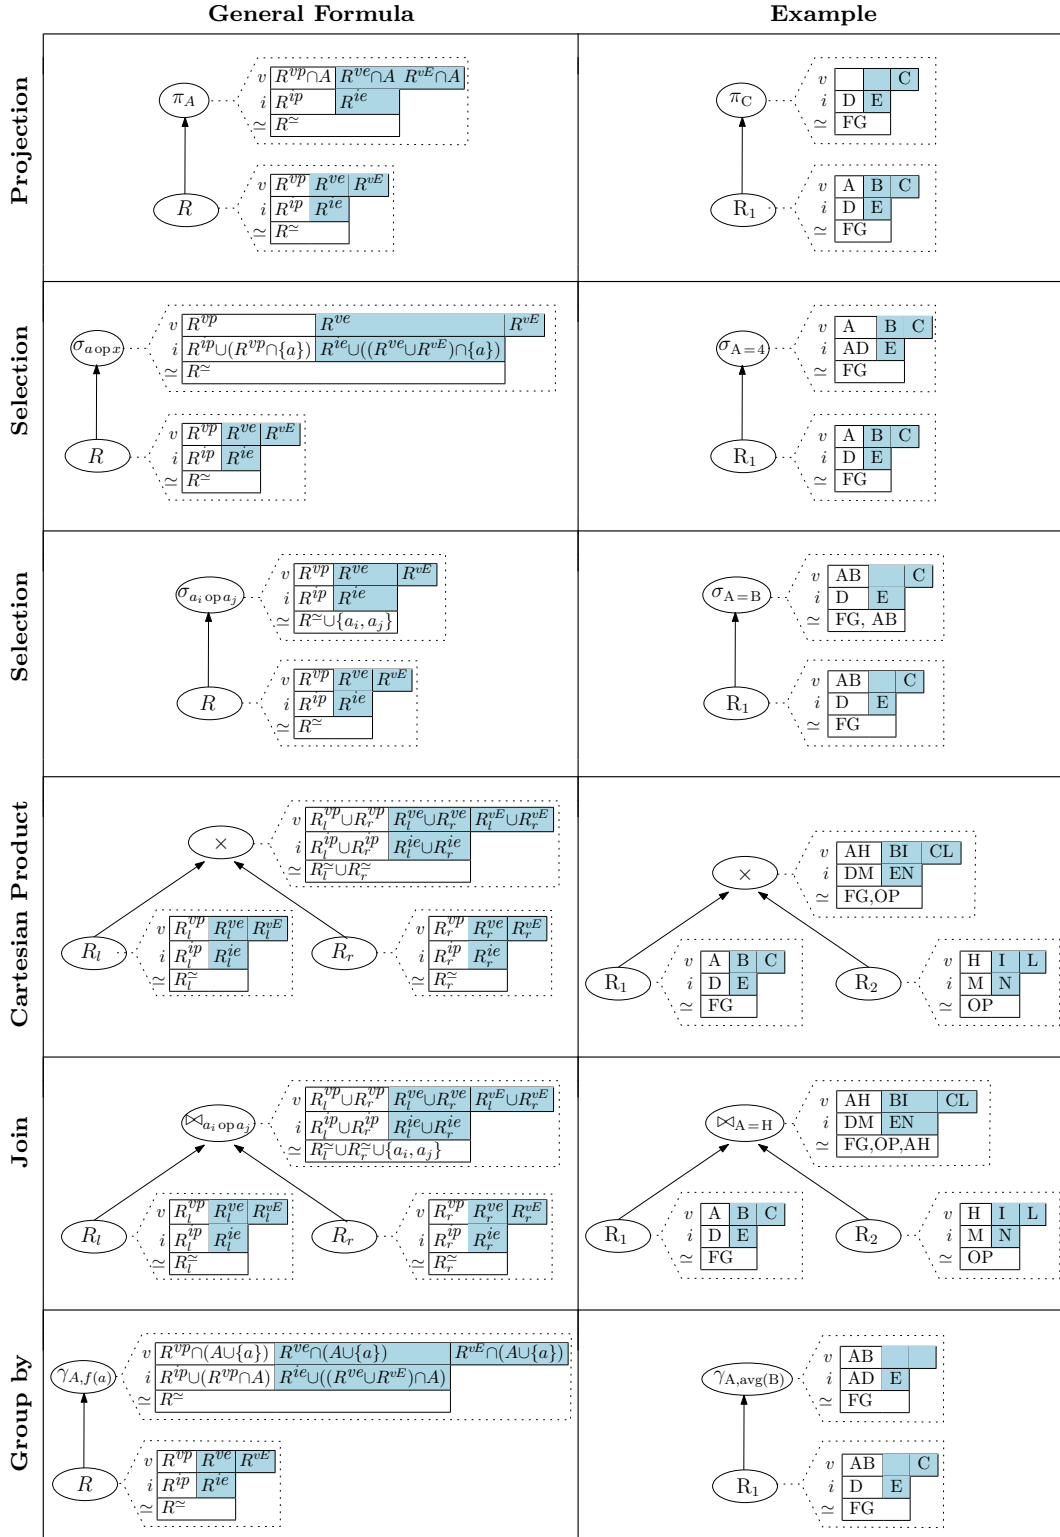 General Formula Example
Projection
π_A
v R^{vp}∩A R^{ve}∩A R^{vE}∩A
i R^{ip} R^{ie}
≃ R^≃
R
v R^{vp} R^{ve} R^{vE}
i R^{ip} R^{ie}
≃ R^≃
π_C
v C
i D E
≃ FG
R_1
v A B C
i D E
≃ FG
Selection
σ_{a op x}
v R^{vp} R^{ve} R^{vE}
i R^{ip}∪(R^{vp}∩{a}) R^{ie}∪((R^{ve}∪R^{vE})∩{a})
≃ R^≃
R
v R^{vp} R^{ve} R^{vE}
i R^{ip} R^{ie}
≃ R^≃
σ_{A=4}
v A B C
i AD E
≃ FG
R_1
v A B C
i D E
≃ FG
Selection
σ_{a_i op a_j}
v R^{vp} R^{ve} R^{vE}
i R^{ip} R^{ie}
≃ R^≃∪{a_i, a_j}
R
v R^{vp} R^{ve} R^{vE}
i R^{ip} R^{ie}
≃ R^≃
σ_{A=B}
v AB C
i D E
≃ FG, AB
R_1
v AB C
i D E
≃ FG
Cartesian Product
×
v R_l^{vp}∪R_r^{vp} R_l^{ve}∪R_r^{ve} R_l^{vE}∪R_r^{vE}
i R_l^{ip}∪R_r^{ip} R_l^{ie}∪R_r^{ie}
≃ R_l^≃∪R_r^≃
R_l
v R_l^{vp} R_l^{ve} R_l^{vE}
i R_l^{ip} R_l^{ie}
≃ R_l^≃
R_r
v R_r^{vp} R_r^{ve} R_r^{vE}
i R_r^{ip} R_r^{ie}
≃ R_r^≃
×
v AH BI CL
i DM EN
≃ FG,OP
R_1
v A B C
i D E
≃ FG
R_2
v H I L
i M N
≃ OP
Join
⋈_{a_i op a_j}
v R_l^{vp}∪R_r^{vp} R_l^{ve}∪R_r^{ve} R_l^{vE}∪R_r^{vE}
i R_l^{ip}∪R_r^{ip} R_l^{ie}∪R_r^{ie}
≃ R_l^≃∪R_r^≃∪{a_i, a_j}
R_l
v R_l^{vp} R_l^{ve} R_l^{vE}
i R_l^{ip} R_l^{ie}
≃ R_l^≃
R_r
v R_r^{vp} R_r^{ve} R_r^{vE}
i R_r^{ip} R_r^{ie}
≃ R_r^≃
⋈_{A=H}
v AH BI CL
i DM EN
≃ FG,OP,AH
R_1
v A B C
i D E
≃ FG
R_2
v H I L
i M N
≃ OP
Group by
γ_{A,f(a)}
v R^{vp}∩(A∪{a}) R^{ve}∩(A∪{a}) R^{vE}∩(A∪{a})
i R^{ip}∪(R^{vp}∩A) R^{ie}∪((R^{ve}∪R^{vE})∩A)
≃ R^≃
R
v R^{vp} R^{ve} R^{vE}
i R^{ip} R^{ie}
≃ R^≃
γ_{A,avg(B)}
v AB
i AD E
≃ FG
R_1
v AB C
i D E
≃ FG